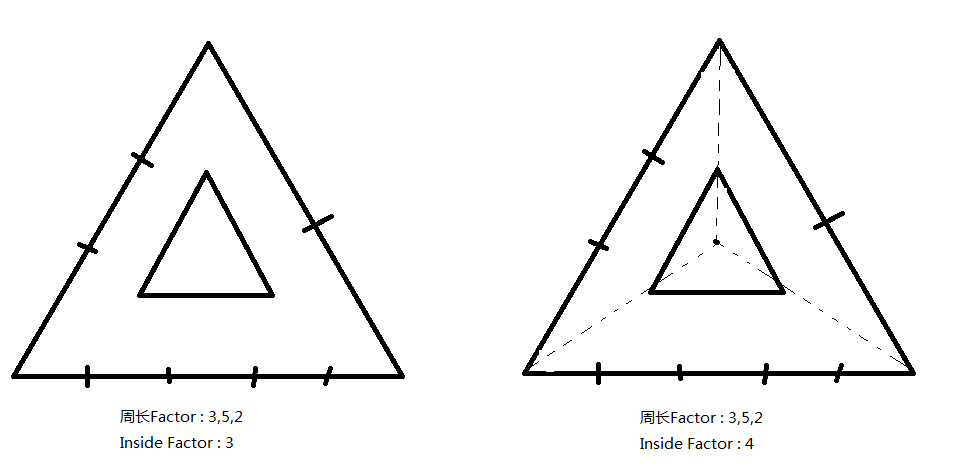 周长Factor : 3,5,2
Inside Factor : 3
周长Factor : 3,5,2
Inside Factor : 4